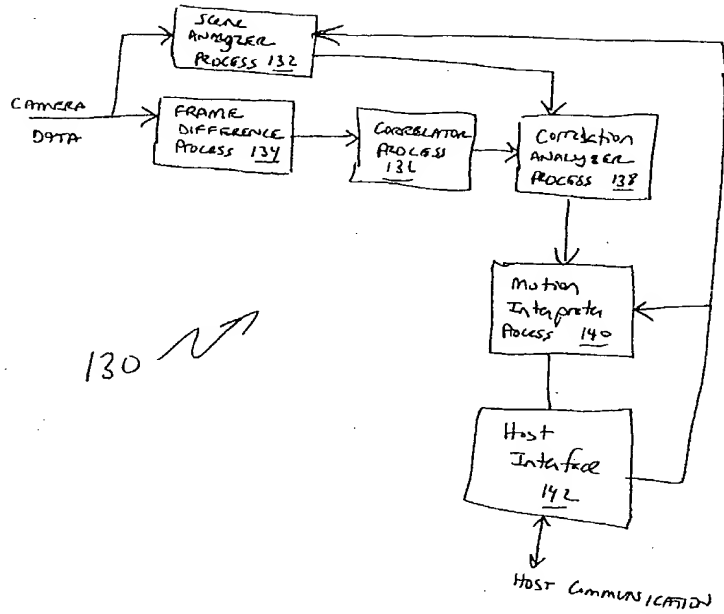 SCENE
ANALYZER
PROCESS 132
CAMERA
DATA
FRAME
DIFFERENCE
PROCESS 134
CORRELATOR
PROCESS
136
Correlation
ANALYZER
PROCESS 138
Motion
Interpreter
PROCESS 140
130
Host
Interface
142
HOST COMMUNICATION